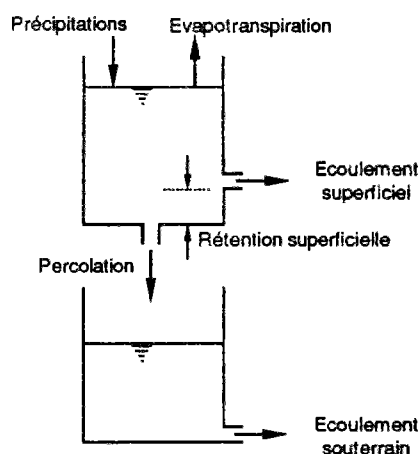 Précipitations
Evapotranspiration
Ecoulement
superficiel
Rétention superficielle
Percolation
Ecoulement
souterrain